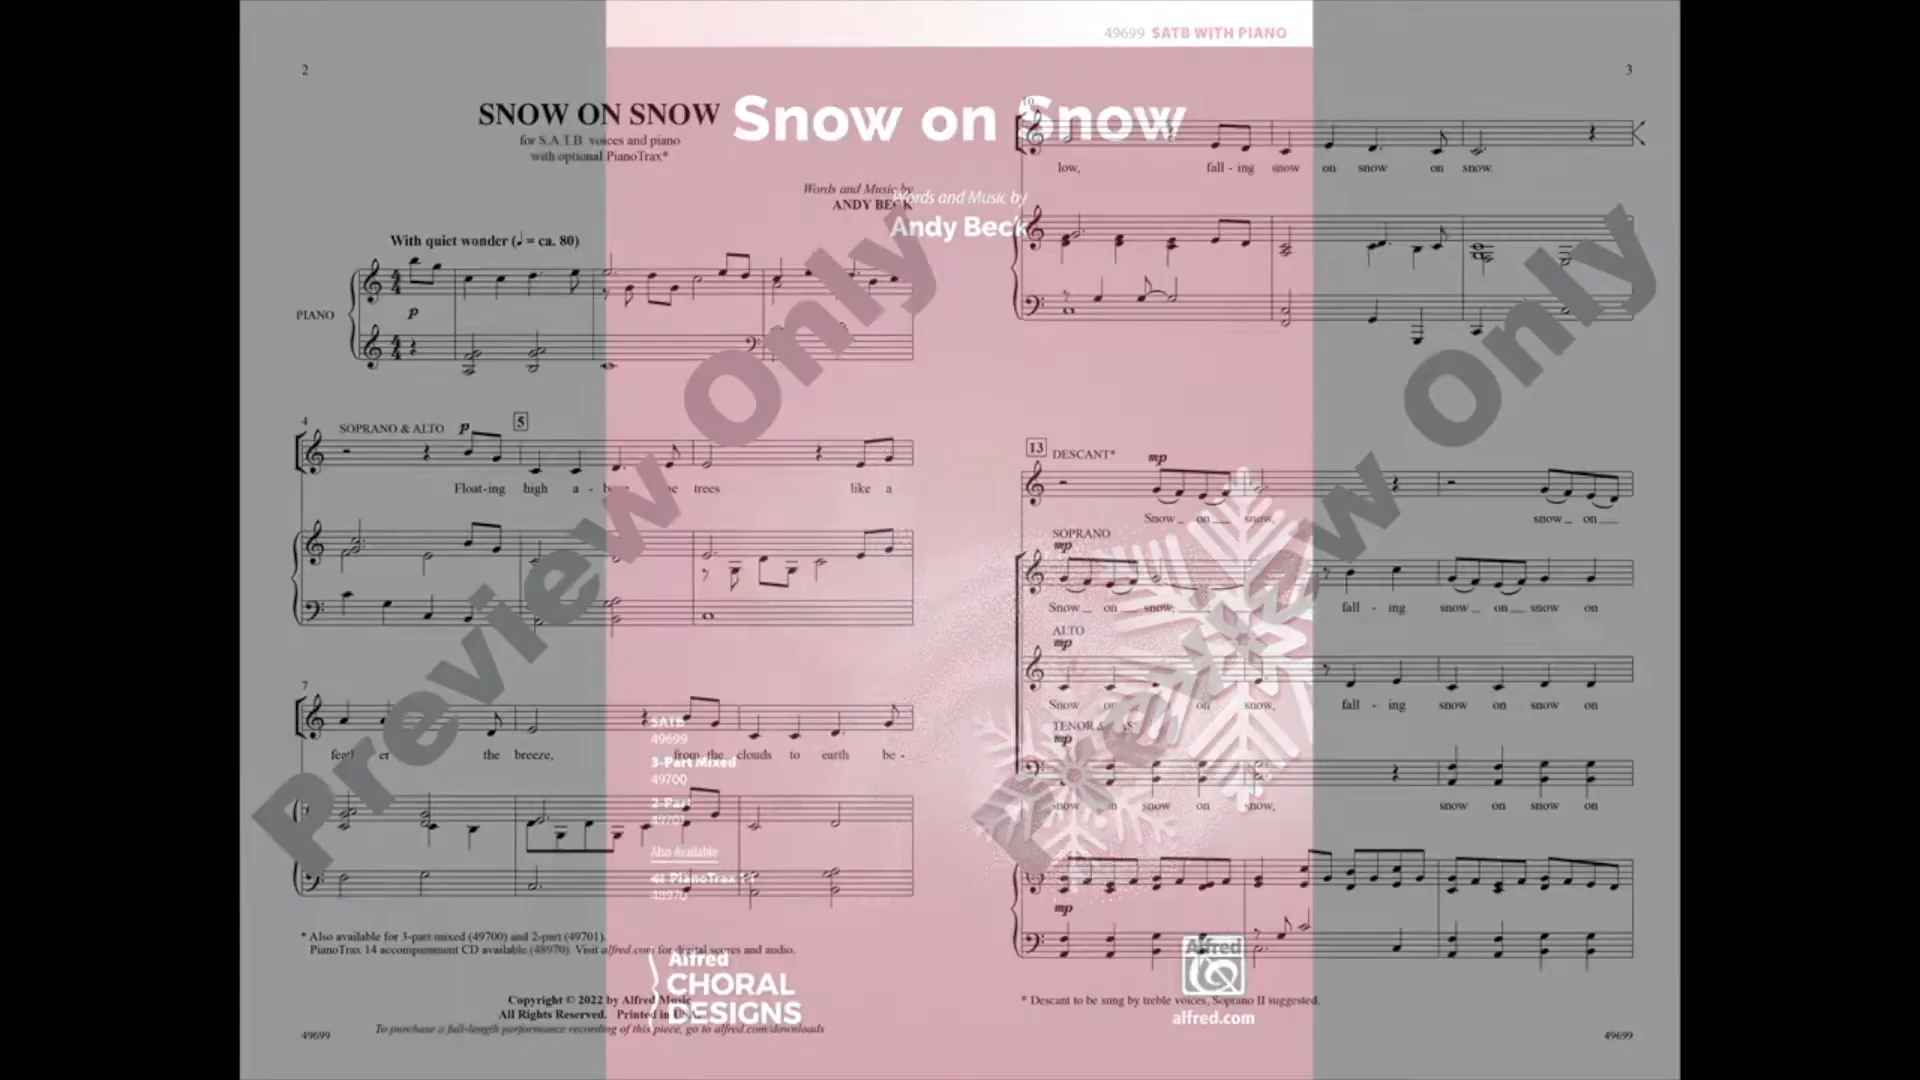 49699 SATB WITH PIANO
2
3
SNOW ON SNOW
Snow on Snow
for S.A.T.B. voices and piano
with optional PianoTrax*
Words and Music by
ANDY BECK
Words and Music by
Andy Beck
With quiet wonder (♩ = ca. 80)
PIANO
p
4
SOPRANO & ALTO
p
5
Float-ing high a - trees like a
7
the breeze, from the clouds to earth be -
10
low, fall - ing snow on snow on snow.
13
DESCANT*
mp
Snow on snow, snow on
SOPRANO
mp
Snow on snow, fall - ing snow on snow on
ALTO
mp
Snow on snow, fall - ing snow on snow on
TENOR &
mp
snow on snow on snow, snow on snow on
mp
Preview Only
Preview Only
SATB
49699
3-Part Mixed
49700
2-Part
49701
Also Available
PianoTrax 14
48970
* Also available for 3-part mixed (49700) and 2-part (49701).
PianoTrax 14 accompaniment CD available (48970). Visit alfred.com for digital scores and audio.
Alfred
CHORAL
DESIGNS
Copyright © 2022 by Alfred Music
All Rights Reserved. Printed in USA.
To purchase a full-length performance recording of this piece, go to alfred.com/downloads
49699
* Descant to be sung by treble voices, Soprano II suggested.
Alfred
alfred.com
49699